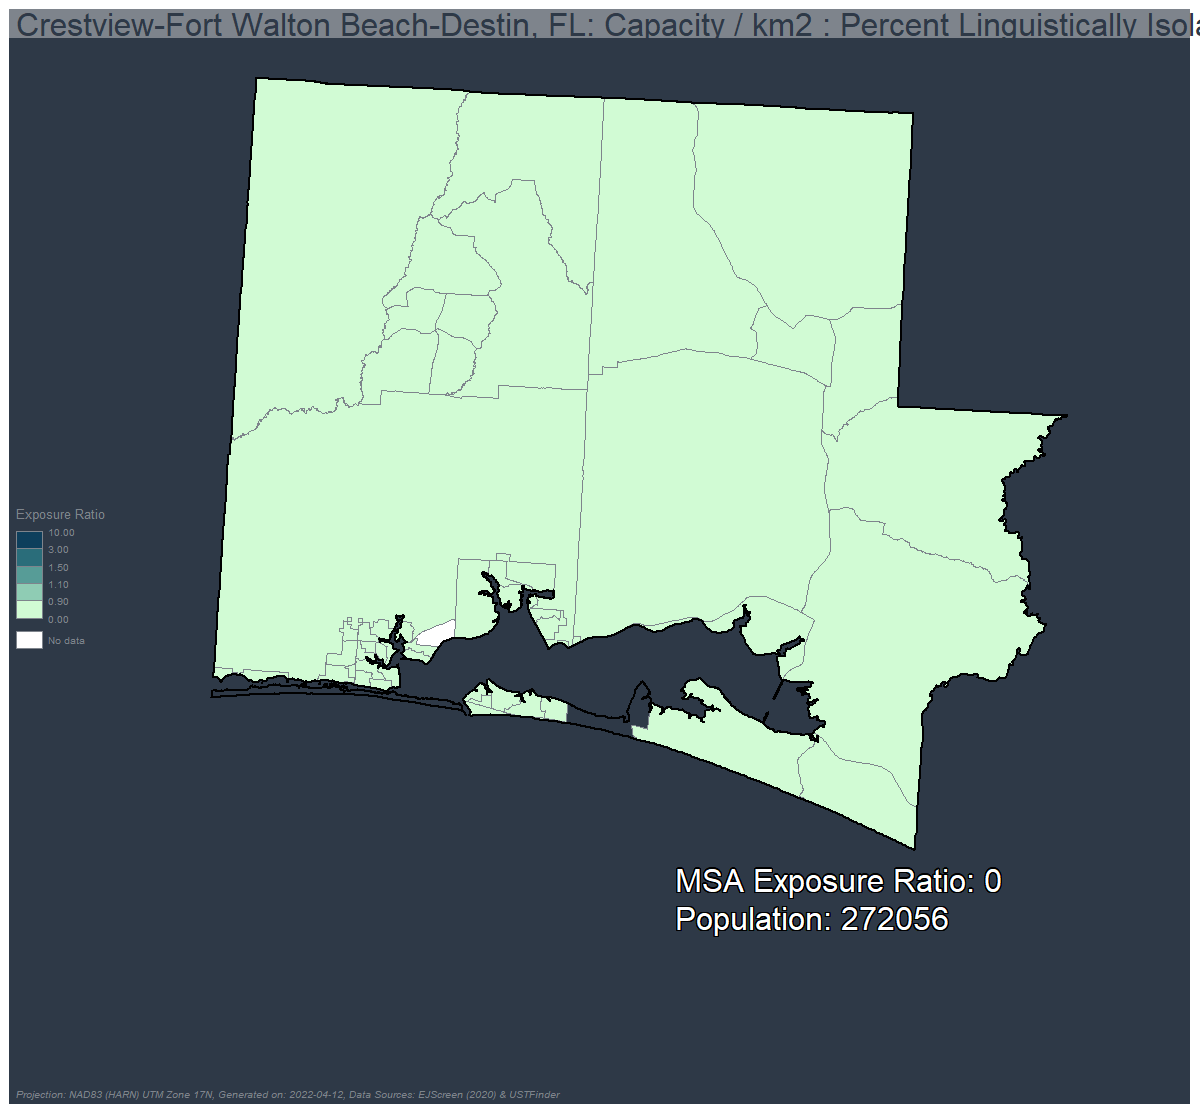 Crestview-Fort Walton Beach-Destin, FL: Capacity / km2 : Percent Linguistically Isola
Exposure Ratio
10.00
3.00
1.50
1.10
0.90
0.00
No data
MSA Exposure Ratio: 0
Population: 272056
Projection: NAD83 (HARN) UTM Zone 17N, Generated on: 2022-04-12, Data Sources: EJScreen (2020) & USTFinder